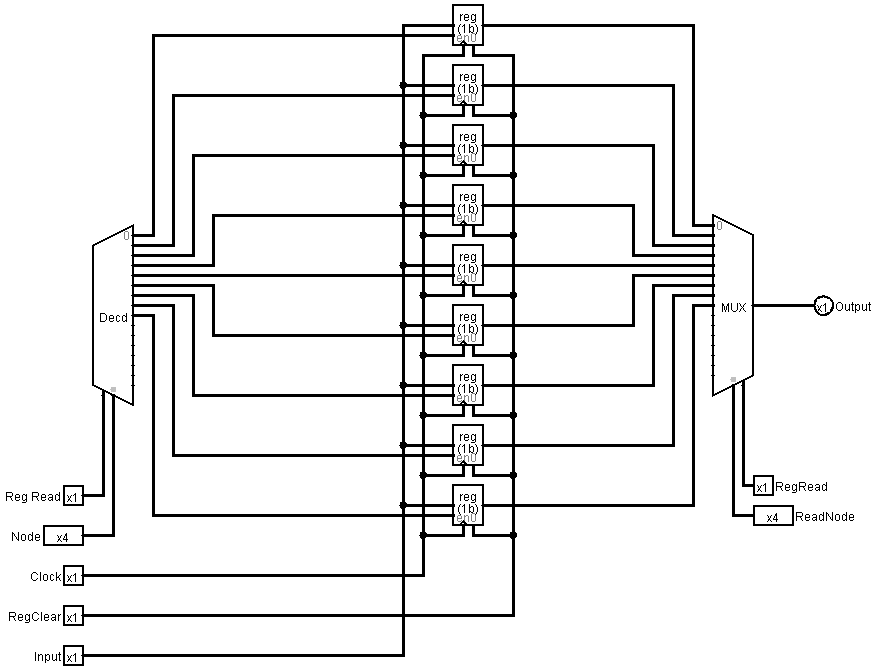 reg
(1b)
en0
reg
(1b)
en0
reg
(1b)
en0
reg
(1b)
en0
0
0
reg
(1b)
en0
Decd
MUX
x1 Output
reg
(1b)
en0
reg
(1b)
en0
reg
(1b)
en0
reg
(1b)
en0
Reg Read x1
x1 RegRead
x4 ReadNode
Node x4
Clock x1
RegClear x1
Input x1